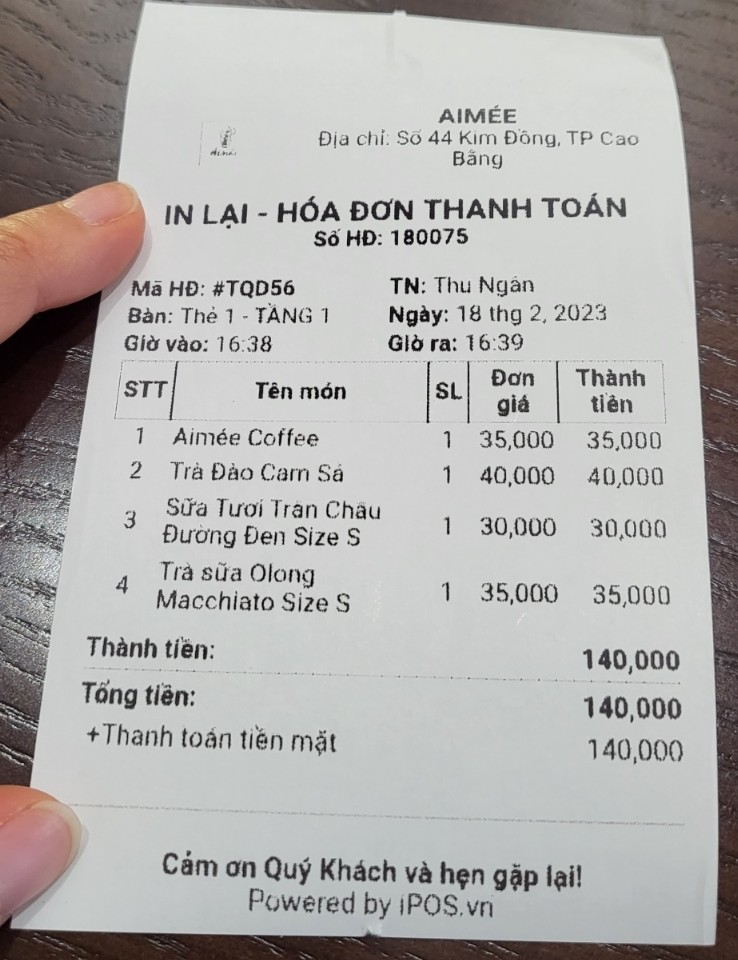 AIMÉE
Địa chỉ: Số 44 Kim Đồng, TP Cao
Bằng
IN LẠI - HÓA ĐƠN THANH TOÁN
Số HĐ: 180075
Mã HĐ: #TQD56 TN: Thu Ngân
Bàn: Thẻ 1 - TẦNG 1 Ngày: 18 thg 2, 2023
Giờ vào: 16:38 Giờ ra: 16:39
STT Tên món SL Đơn giá Thành tiền
1 Aimée Coffee 1 35,000 35,000
2 Trà Đào Cam Sả 1 40,000 40,000
3 Sữa Tươi Trân Châu
Đường Đen Size S 1 30,000 30,000
4 Trà sữa Olong
Macchiato Size S 1 35,000 35,000
Thành tiền: 140,000
Tổng tiền: 140,000
+Thanh toán tiền mặt 140,000
Cảm ơn Quý Khách và hẹn gặp lại!
Powered by iPOS.vn